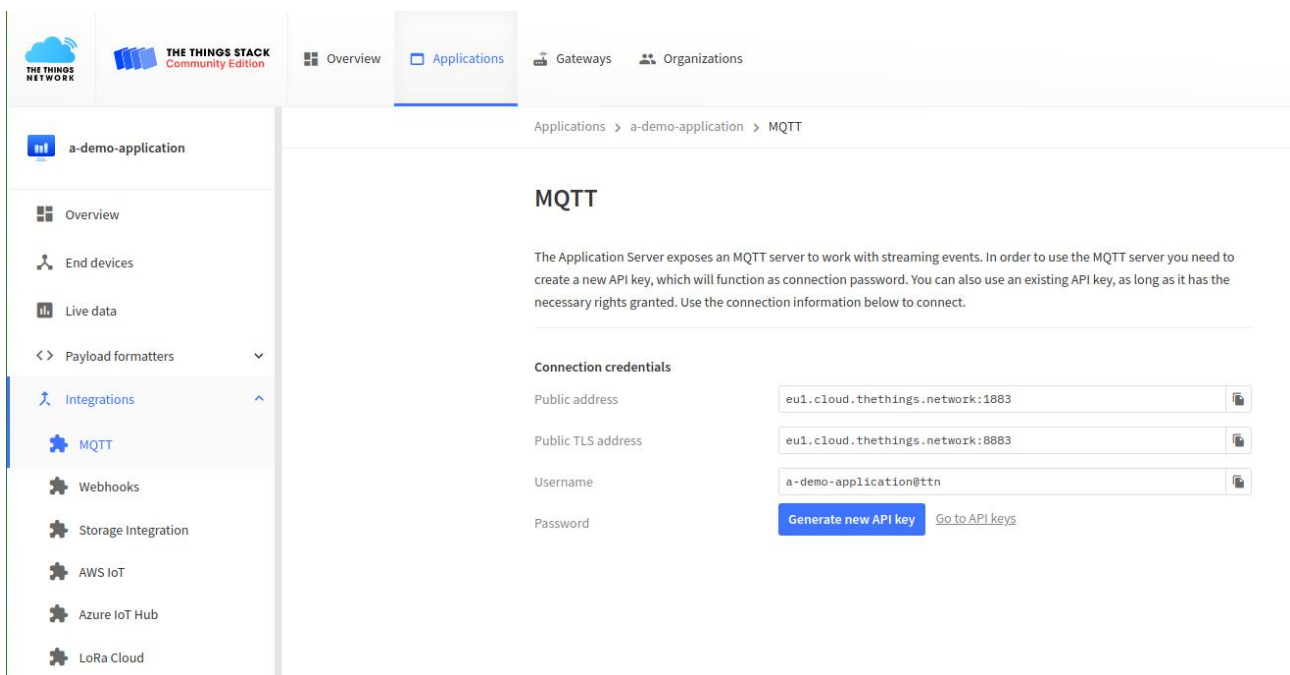 THE THINGS
NETWORK
THE THINGS STACK
Community Edition
Overview
Applications
Gateways
Organizations
a-demo-application
Overview
End devices
Live data
Payload formatters
Integrations
MQTT
Webhooks
Storage Integration
AWS IoT
Azure IoT Hub
LoRa Cloud
Applications > a-demo-application > MQTT
MQTT
The Application Server exposes an MQTT server to work with streaming events. In order to use the MQTT server you need to
create a new API key, which will function as connection password. You can also use an existing API key, as long as it has the
necessary rights granted. Use the connection information below to connect.
Connection credentials
Public address eu1.cloud.thethings.network:1883
Public TLS address eu1.cloud.thethings.network:8883
Username a-demo-application@ttn
Password Generate new API key Go to API keys